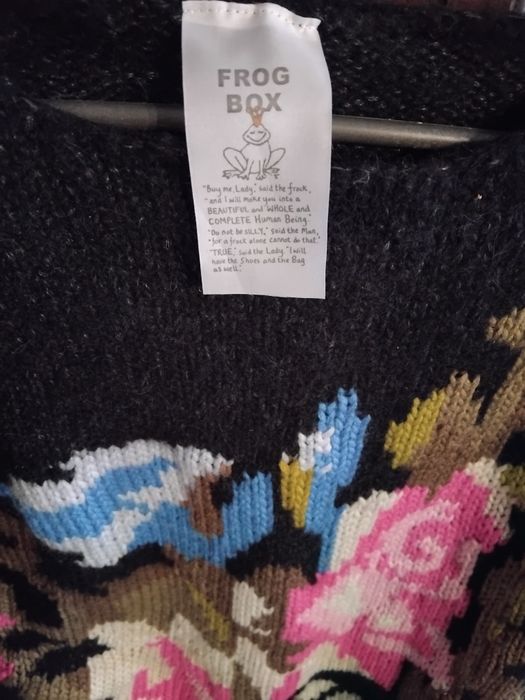 FROG
BOX
"Buy me, Lady," said the frock,
"and I will make you into a
BEAUTIFUL and WHOLE and
COMPLETE Human Being."
"Do not be SILLY," said the Man,
"for a frock alone cannot do that."
"TRUE," said the Lady. "I will
have the Shoes and the Bag
as well."